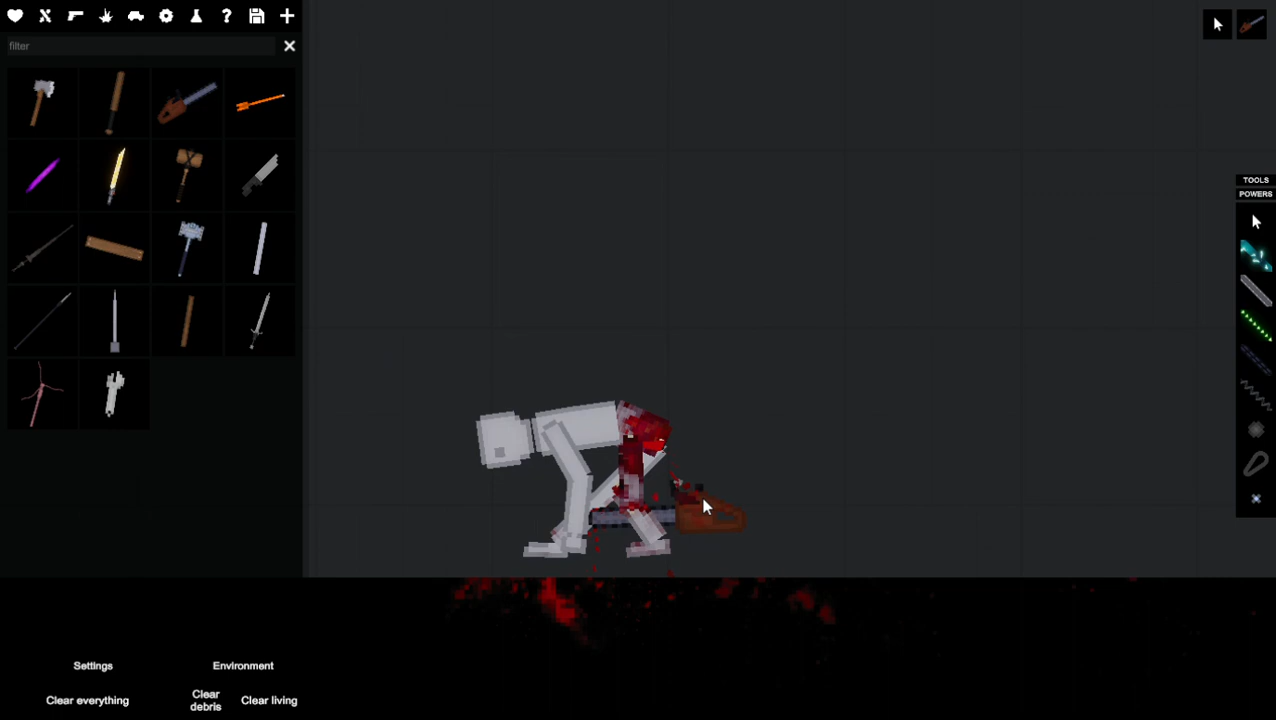 filter
TOOLS
POWERS
Settings
Environment
Clear everything
Clear
debris
Clear living